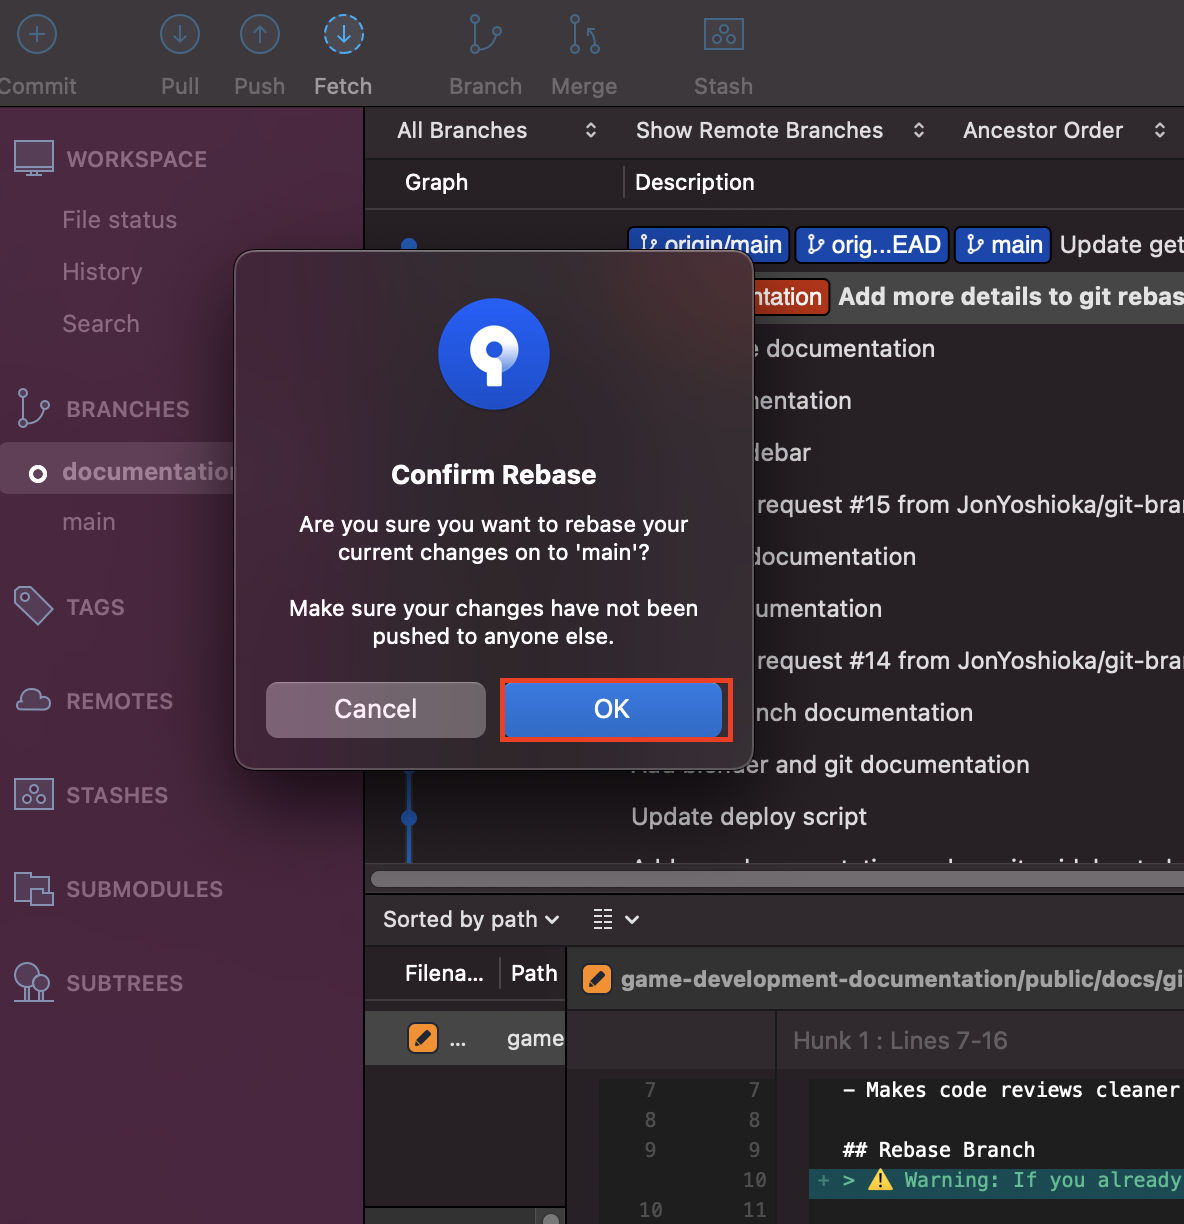 Commit
Pull
Push
Fetch
Branch
Merge
Stash
All Branches
Show Remote Branches
Ancestor Order
WORKSPACE
File status
History
Search
BRANCHES
documentation
main
TAGS
REMOTES
STASHES
SUBMODULES
SUBTREES
Graph
Description
origin/main orig...EAD main Update get
ntation Add more details to git rebas
e documentation
entation
debar
request #15 from JonYoshioka/git-bra
documentation
umentation
request #14 from JonYoshioka/git-bra
nch documentation
Add blender and git documentation
Update deploy script
Confirm Rebase
Are you sure you want to rebase your
current changes on to 'main'?
Make sure your changes have not been
pushed to anyone else.
Cancel
OK
Sorted by path
Filena...
Path
... game
game-development-documentation/public/docs/gi
Hunk 1 : Lines 7-16
7 7 - Makes code reviews cleaner
8 8
9 9 ## Rebase Branch
10 + > ⚠️ Warning: If you already
10 11